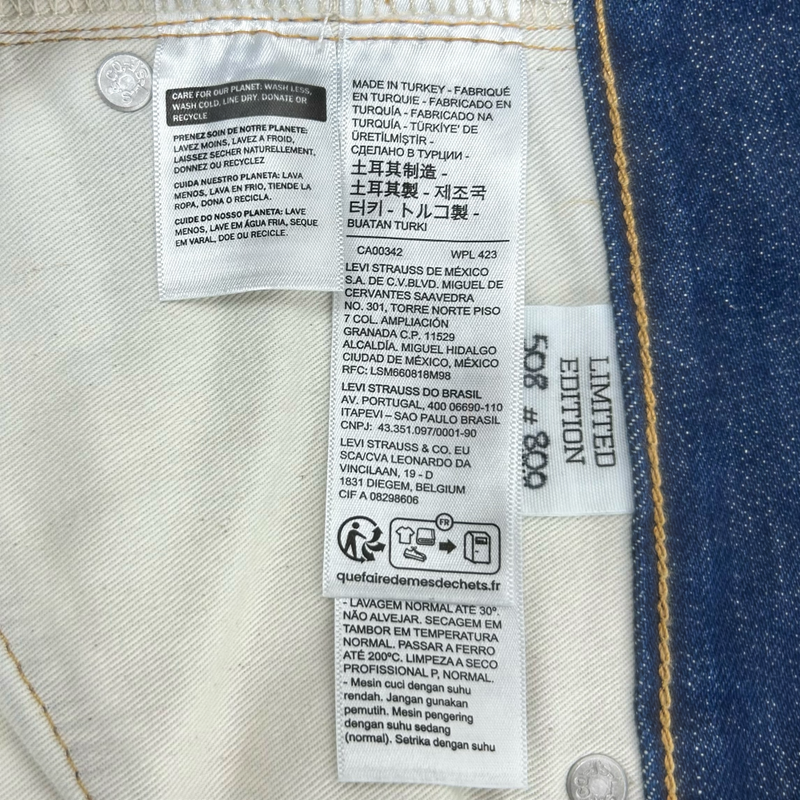 CARE FOR OUR PLANET: WASH LESS,
WASH COLD, LINE DRY, DONATE OR
RECYCLE
PRENEZ SOIN DE NOTRE PLANETE:
LAVEZ MOINS, LAVEZ A FROID,
LAISSEZ SECHER NATURELLEMENT,
DONNEZ OU RECYCLEZ
CUIDA NUESTRO PLANETA: LAVA
MENOS, LAVA EN FRIO, TIENDE LA
ROPA, DONA O RECICLA.
CUIDE DO NOSSO PLANETA: LAVE
MENOS, LAVE EM ÁGUA FRIA, SEQUE
EM VARAL, DOE OU RECICLE.
MADE IN TURKEY - FABRIQUÉ
EN TURQUIE - FABRICADO EN
TURQUÍA - FABRICADO NA
TURQUÍA - TÜRKİYE' DE
ÜRETİLMİŞTİR -
СДЕЛАНО В ТУРЦИИ -
土耳其制造 -
土耳其製 - 제조국
터키 - トルコ製 -
BUATAN TURKI
CA00342 WPL 423
LEVI STRAUSS DE MÉXICO
S.A. DE C.V.BLVD. MIGUEL DE
CERVANTES SAAVEDRA
NO. 301, TORRE NORTE PISO
7 COL. AMPLIACIÓN
GRANADA C.P. 11529
ALCALDÍA. MIGUEL HIDALGO
CIUDAD DE MÉXICO, MÉXICO
RFC: LSM660818M98
LEVI STRAUSS DO BRASIL
AV. PORTUGAL, 400 06690-110
ITAPEVI – SAO PAULO BRASIL
CNPJ: 43.351.097/0001-90
LEVI STRAUSS & CO. EU
SCA/CVA LEONARDO DA
VINCILAAN, 19 - D
1831 DIEGEM, BELGIUM
CIF A 08298606
FR
quefairedemesdechets.fr
- LAVAGEM NORMAL ATÉ 30°.
NÃO ALVEJAR. SECAGEM EM
TAMBOR EM TEMPERATURA
NORMAL. PASSAR A FERRO
ATÉ 200ºC. LIMPEZA A SECO
PROFISSIONAL P, NORMAL.
- Mesin cuci dengan suhu
rendah. Jangan gunakan
pemutih. Mesin pengering
dengan suhu sedang
(normal). Setrika dengan suhu
LIMITED
EDITION
508 # 809